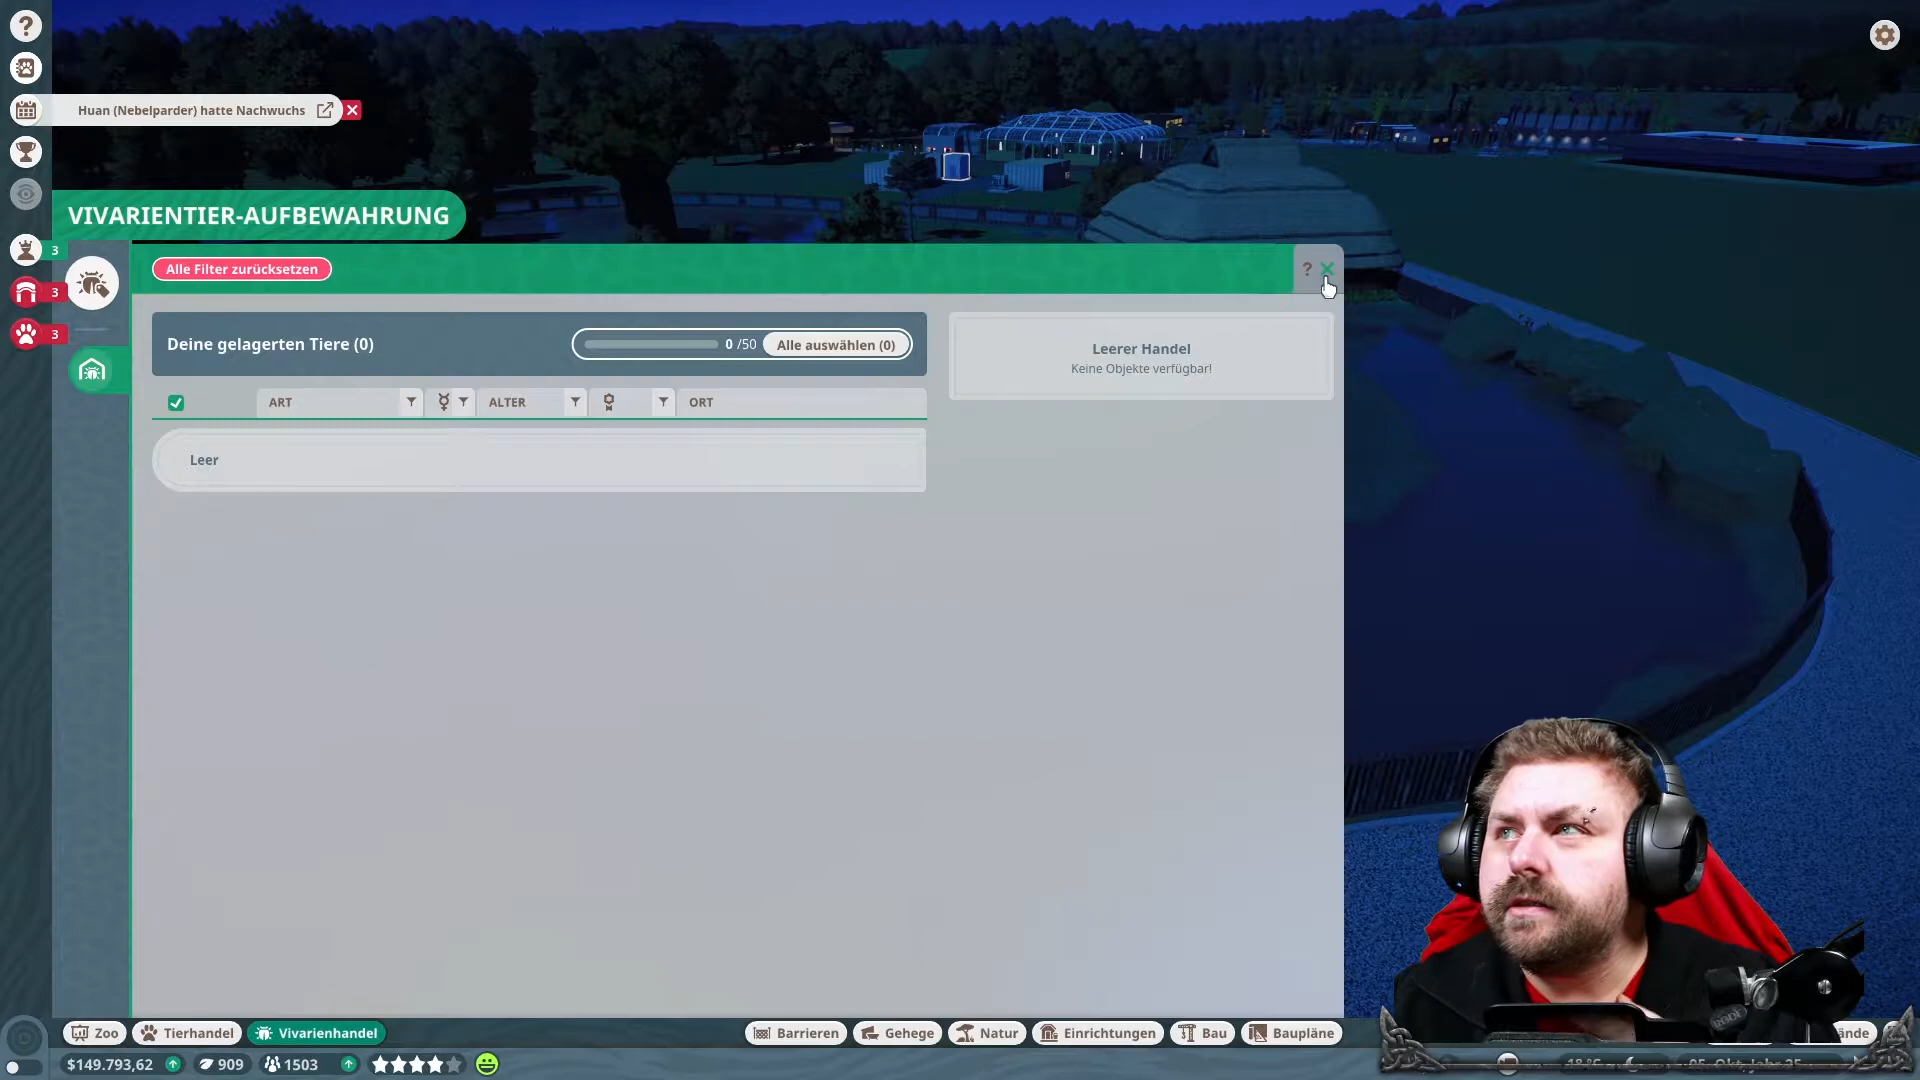 Huan (Nebelparder) hatte Nachwuchs
VIVARIENTIER-AUFBEWAHRUNG
Alle Filter zurücksetzen
?
3
3
3
Deine gelagerten Tiere (0)
0 /50
Alle auswählen (0)
Leerer Handel
Keine Objekte verfügbar!
ART
ALTER
ORT
Leer
Zoo
Tierhandel
Vivarienhandel
Barrieren
Gehege
Natur
Einrichtungen
Bau
Baupläne
$149.793,62
909
1503